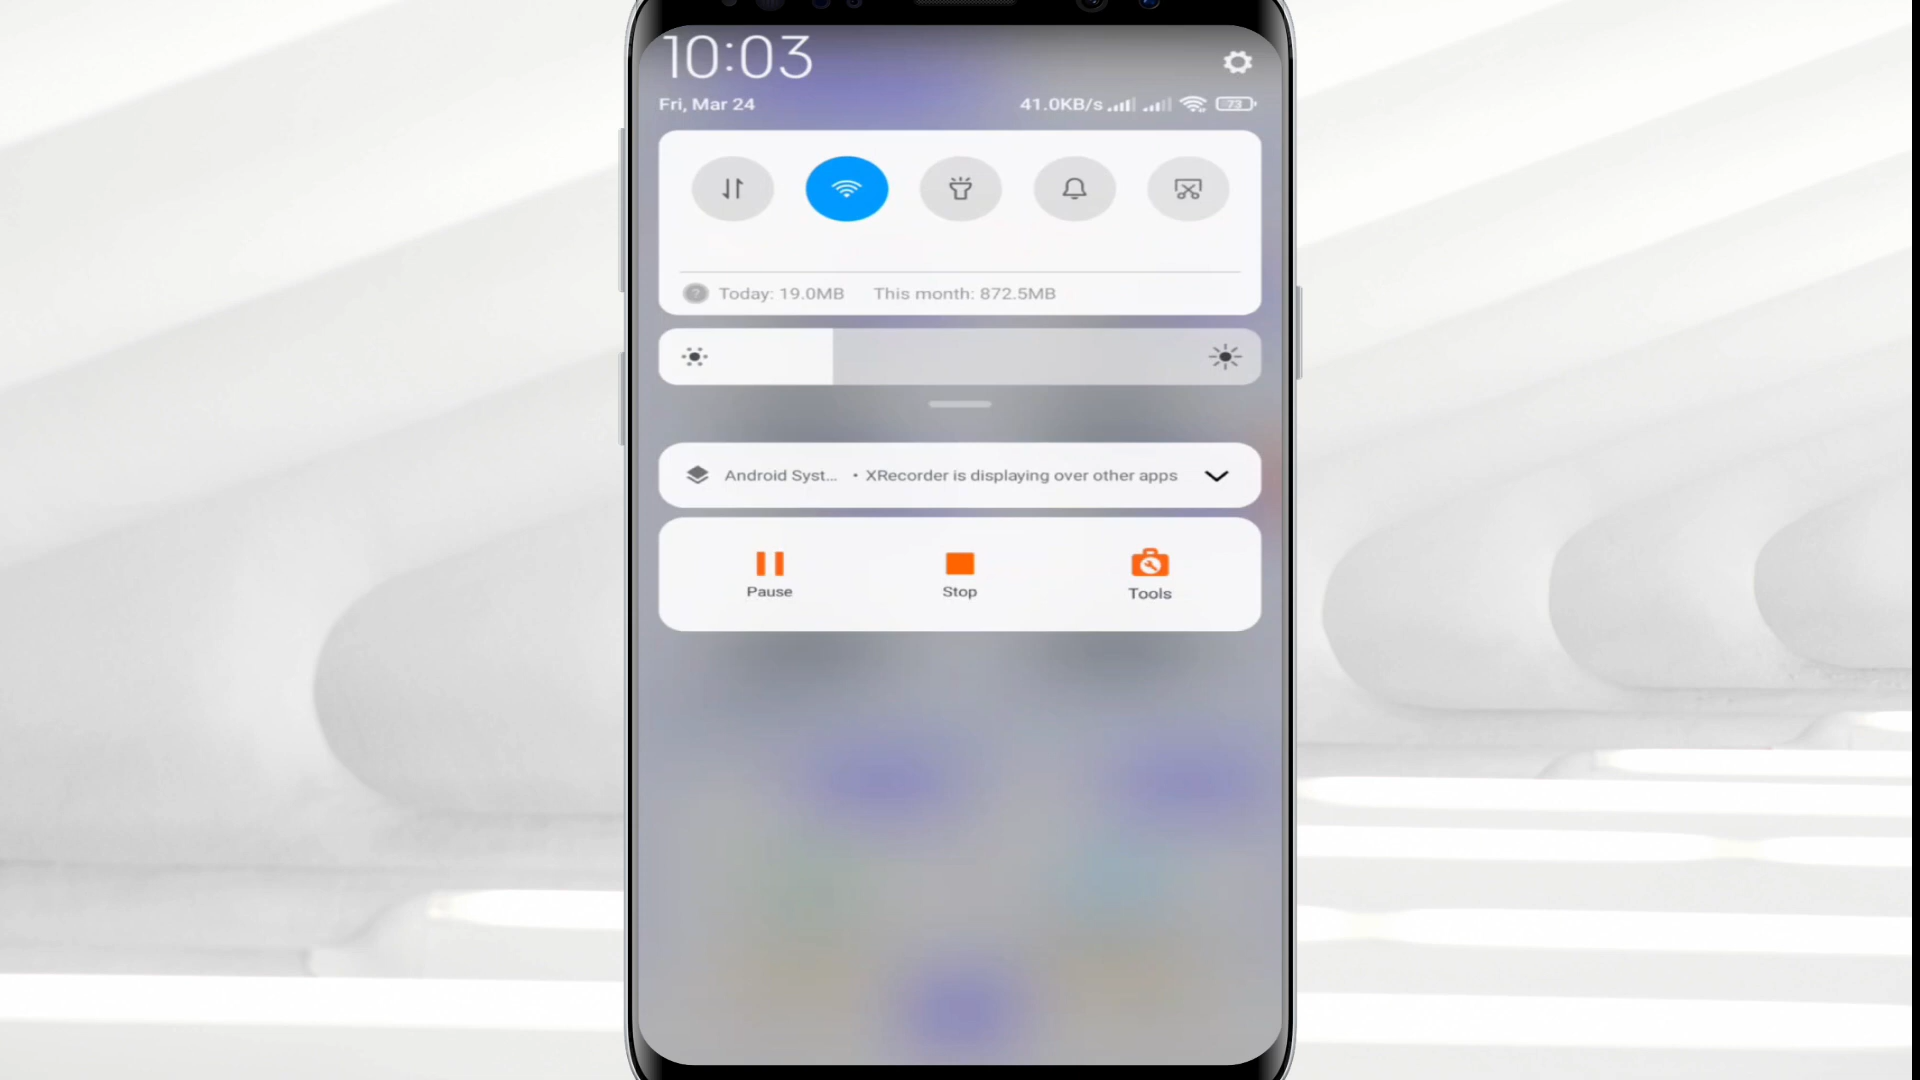 10:03
Fri, Mar 24
41.0KB/s
73
Today: 19.0MB This month: 872.5MB
Android Syst... • XRecorder is displaying over other apps
Pause
Stop
Tools